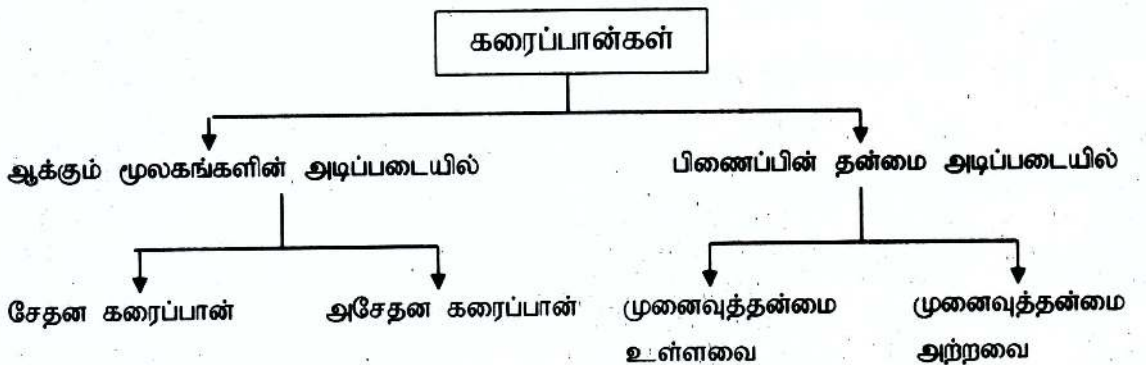 கரைப்பான்கள்
ஆக்கும் மூலகங்களின் அடிப்படையில்
பிணைப்பின் தன்மை அடிப்படையில்
சேதன கரைப்பான்
அசேதன கரைப்பான்
முனைவுத்தன்மை
உள்ளவை
முனைவுத்தன்மை
அற்றவை